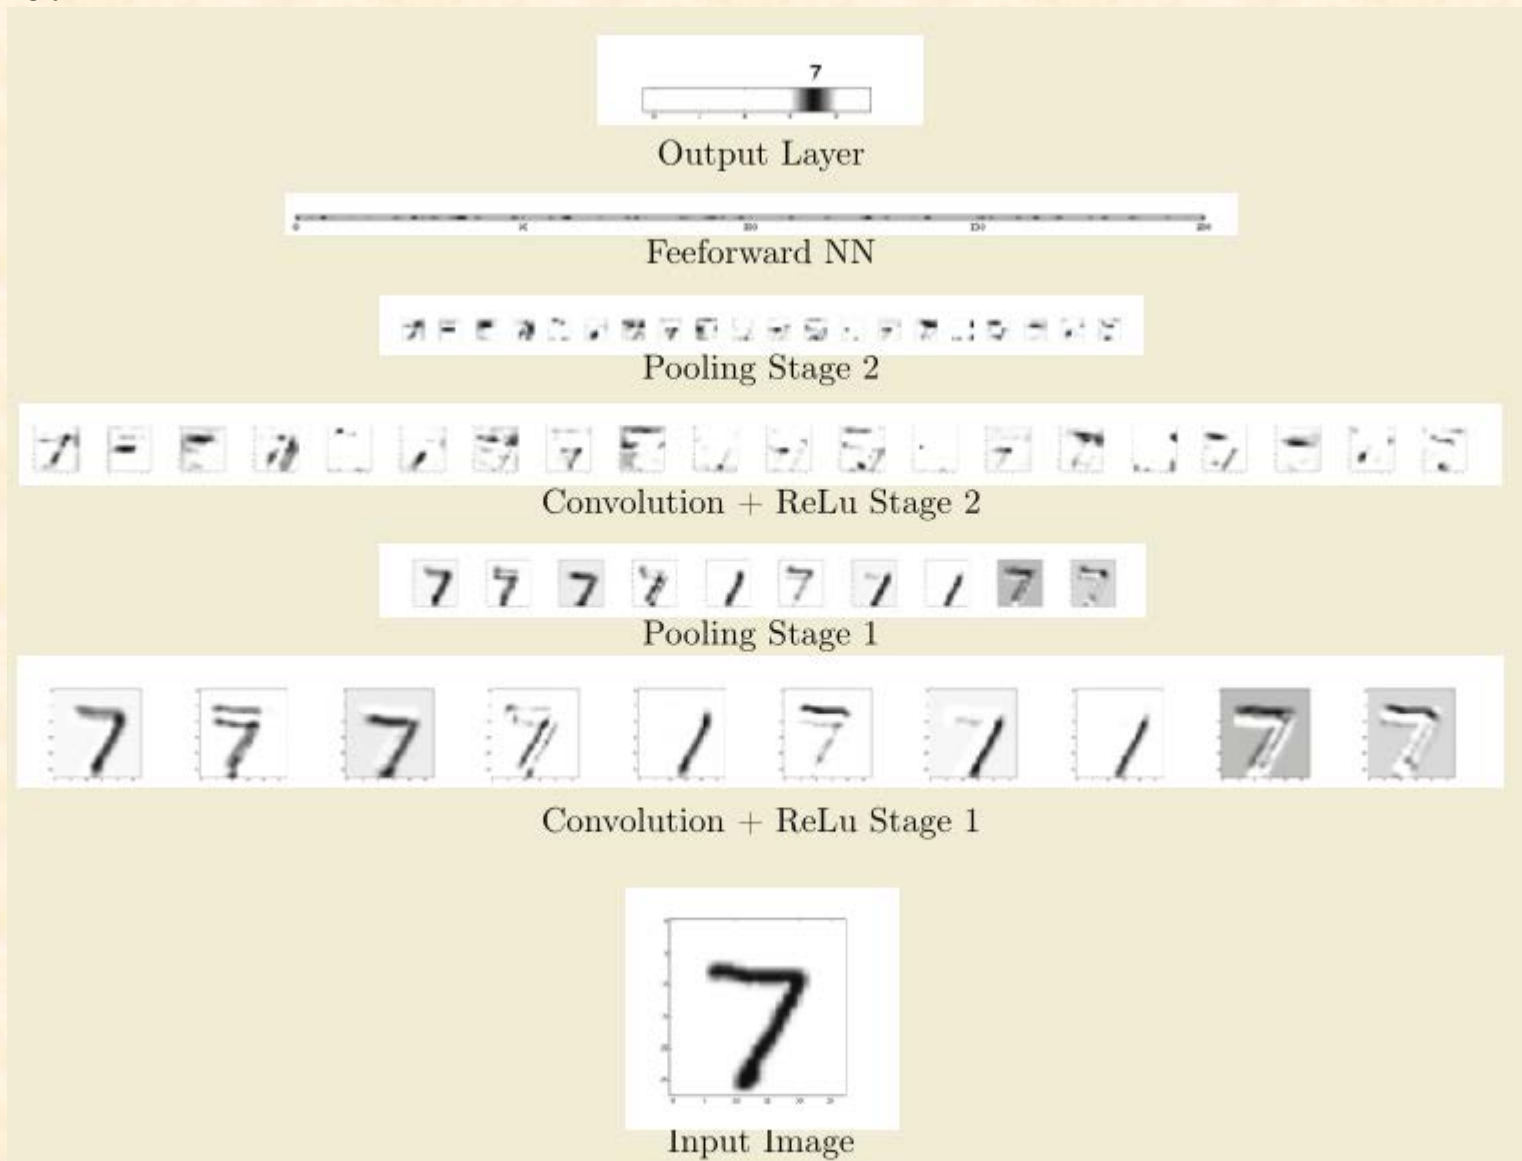 7
Output Layer
Feeforward NN
Pooling Stage 2
Convolution + ReLu Stage 2
Pooling Stage 1
Convolution + ReLu Stage 1
Input Image